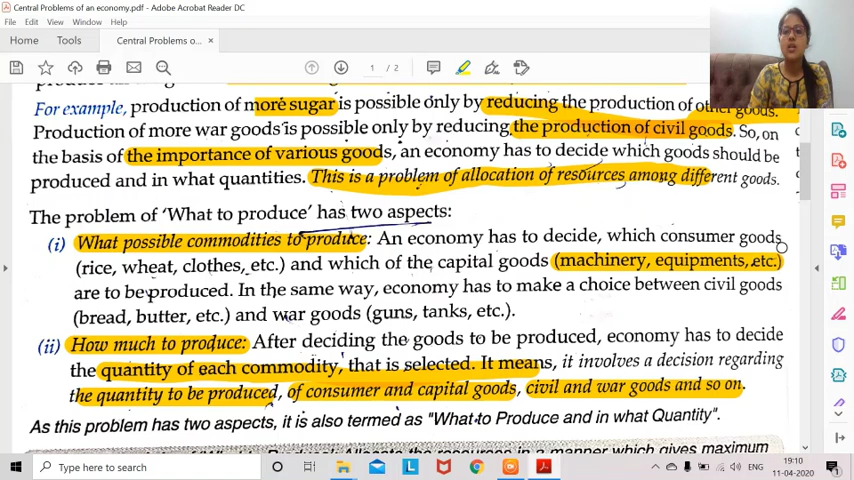 Central Problems of an economy.pdf - Adobe Acrobat Reader DC
File Edit View Window Help
Home Tools Central Problems o... ×
1 / 2
For example, production of more sugar is possible only by reducing the production of other goods.
Production of more war goods is possible only by reducing the production of civil goods. So, on
the basis of the importance of various goods, an economy has to decide which goods should be
produced and in what quantities. This is a problem of allocation of resources among different goods.
The problem of 'What to produce' has two aspects:
(i) What possible commodities to produce: An economy has to decide, which consumer goods
(rice, wheat, clothes, etc.) and which of the capital goods (machinery, equipments, etc.)
are to be produced. In the same way, economy has to make a choice between civil goods
(bread, butter, etc.) and war goods (guns, tanks, etc.).
(ii) How much to produce: After deciding the goods to be produced, economy has to decide
the quantity of each commodity, that is selected. It means, it involves a decision regarding
the quantity to be produced, of consumer and capital goods, civil and war goods and so on.
As this problem has two aspects, it is also termed as "What to Produce and in what Quantity".
Allocate the resources in a manner which gives maximum
Type here to search
ENG
19:10
11-04-2020